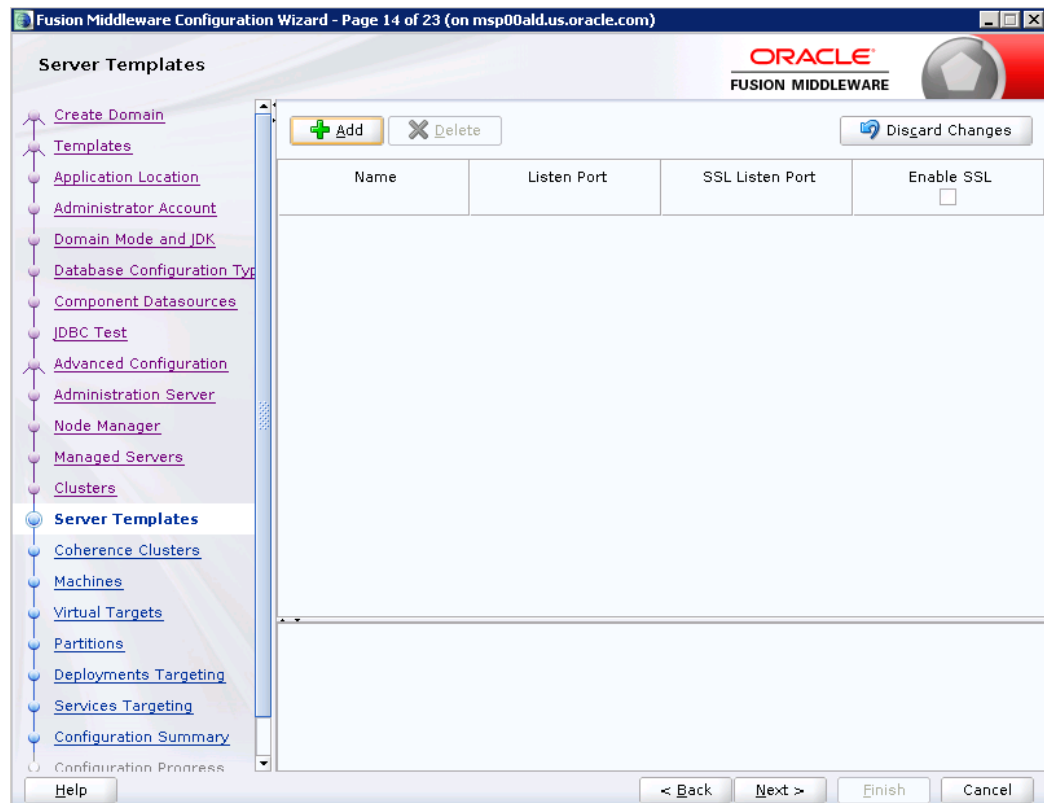 Fusion Middleware Configuration Wizard - Page 14 of 23 (on msp00ald.us.oracle.com)
Server Templates
ORACLE
FUSION MIDDLEWARE
Create Domain
Templates
Application Location
Administrator Account
Domain Mode and JDK
Database Configuration Typ
Component Datasources
JDBC Test
Advanced Configuration
Administration Server
Node Manager
Managed Servers
Clusters
Server Templates
Coherence Clusters
Machines
Virtual Targets
Partitions
Deployments Targeting
Services Targeting
Configuration Summary
Configuration Progress
Add Delete Discard Changes
Name Listen Port SSL Listen Port Enable SSL
Help < Back Next > Finish Cancel